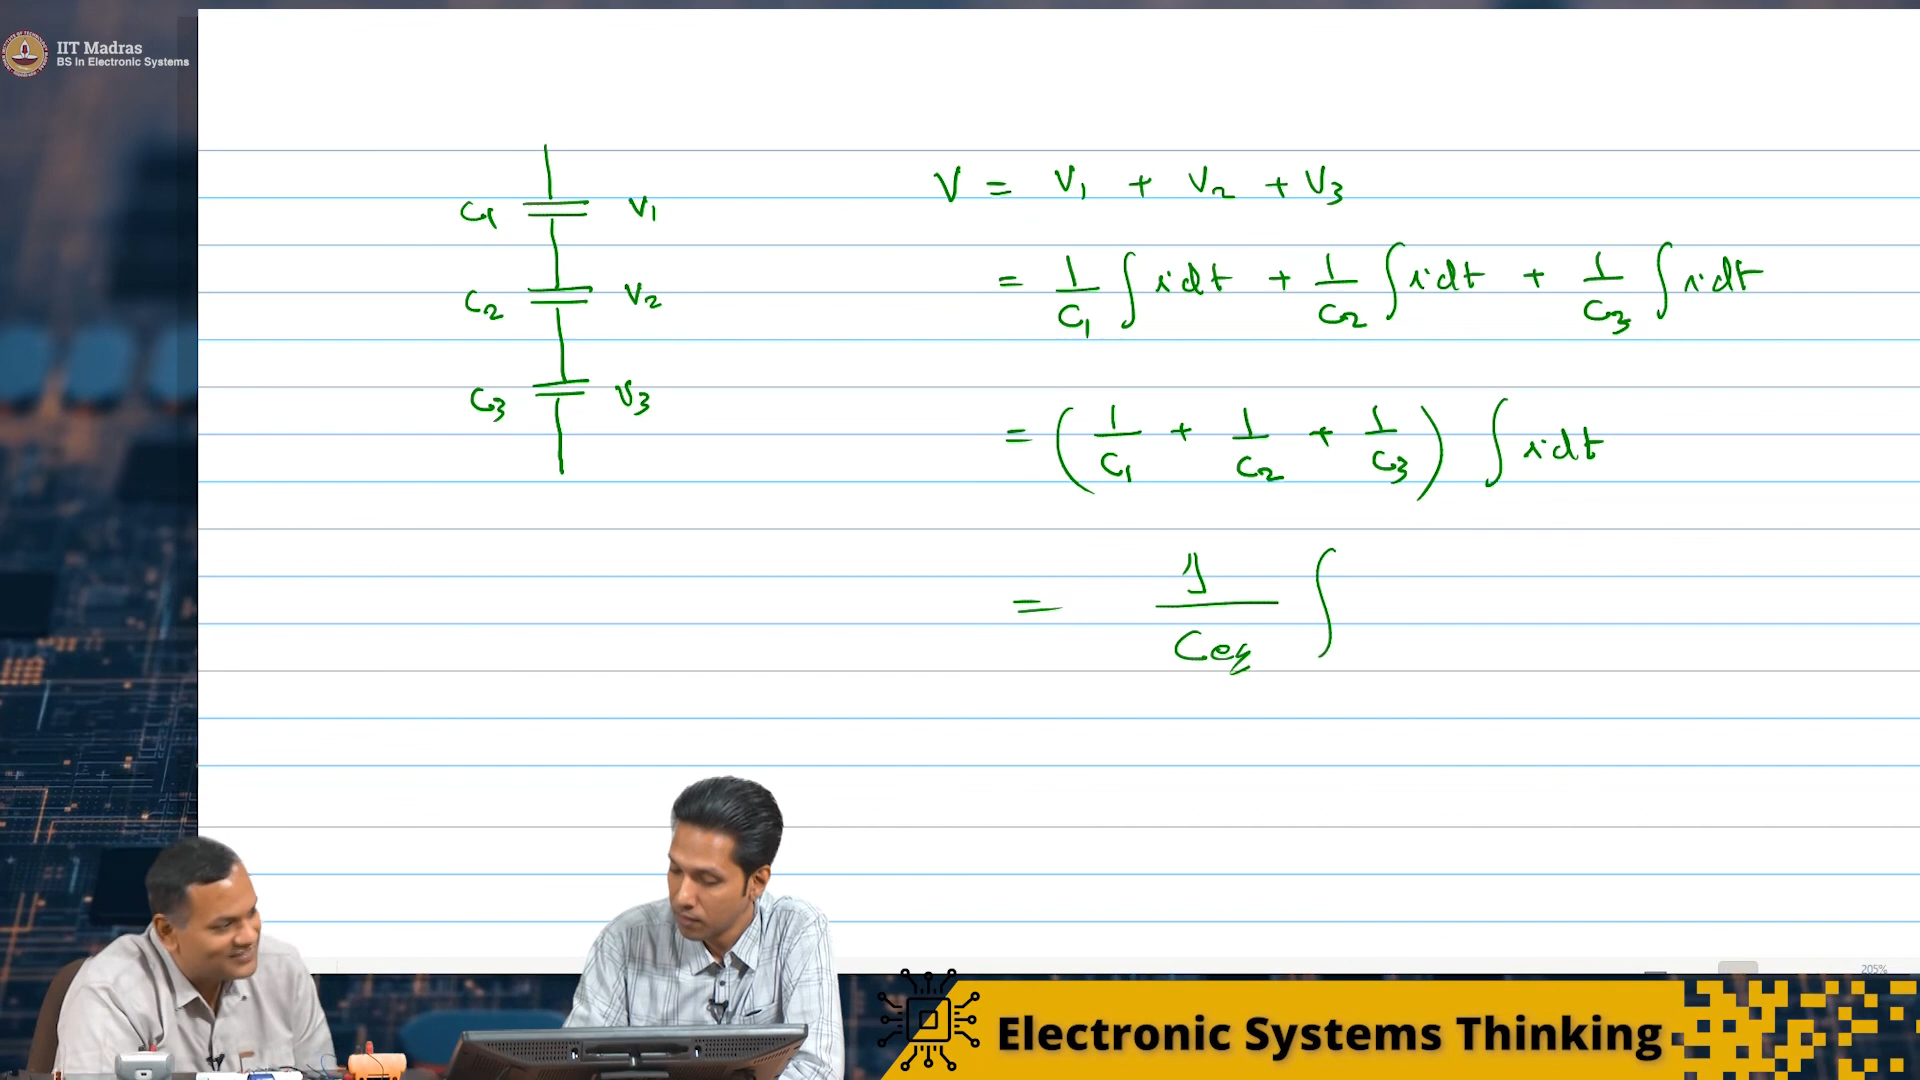 IIT Madras
BS In Electronic Systems
C1 V1
C2 V2
C3 V3
V = V1 + V2 + V3
= 1/C1 ∫ i dt + 1/C2 ∫ i dt + 1/C3 ∫ i dt
= (1/C1 + 1/C2 + 1/C3) ∫ i dt
= 1/Ceq ∫
205%
Electronic Systems Thinking